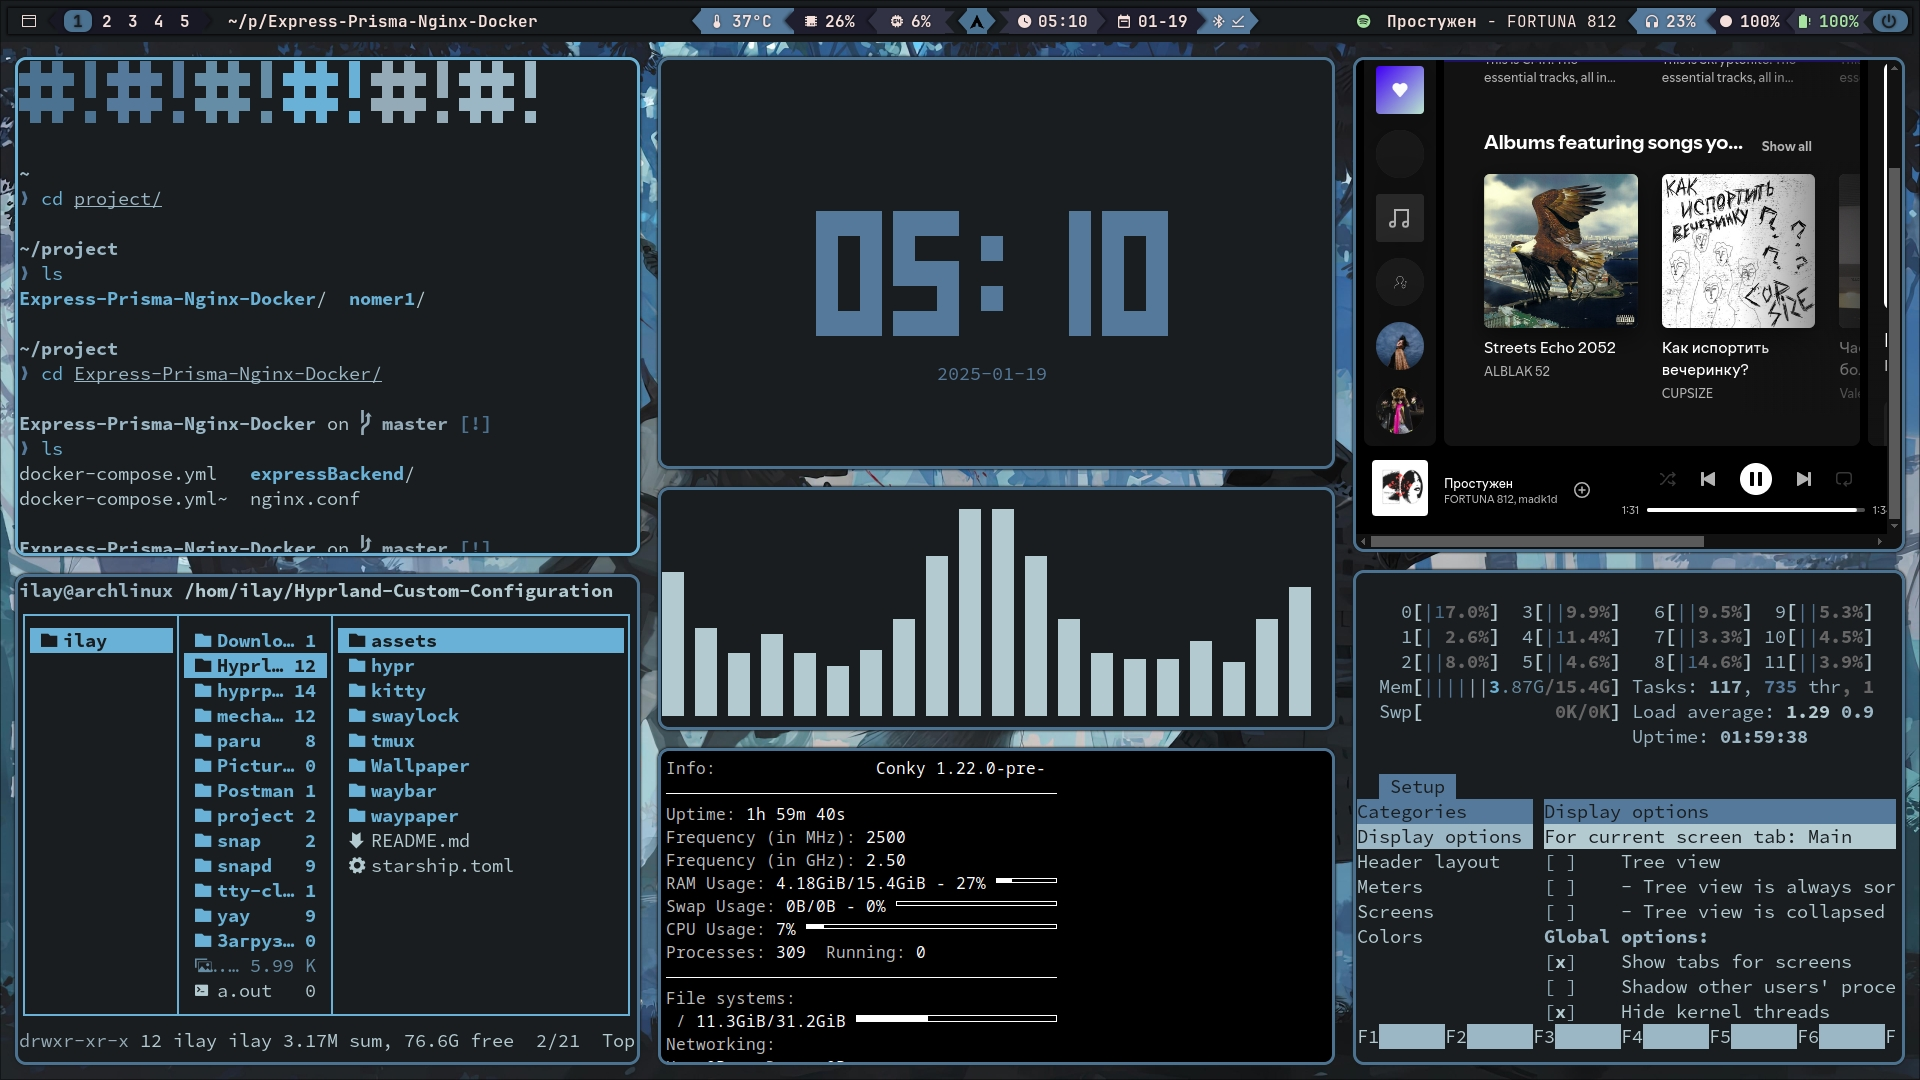 1 2 3 4 5 ~/p/Express-Prisma-Nginx-Docker 37°C 26% 6% 05:10 01-19 Простужен - FORTUNA 812 23% 100% 100%
#!#!#!#!#!#!
~
❯ cd project/
~/project
❯ ls
Express-Prisma-Nginx-Docker/ nomer1/
~/project
❯ cd Express-Prisma-Nginx-Docker/
Express-Prisma-Nginx-Docker on master [!]
❯ ls
docker-compose.yml expressBackend/
docker-compose.yml~ nginx.conf
Express-Prisma-Nginx-Docker on master [!]
ilay@archlinux /hom/ilay/Hyprland-Custom-Configuration
ilay
Downlo… 1
Hyprl… 12
hyprp… 14
mecha… 12
paru 8
Pictur… 0
Postman 1
project 2
snap 2
snapd 9
tty-cl… 1
yay 9
Загруз… 0
…… 5.99 K
a.out 0
assets
hypr
kitty
swaylock
tmux
Wallpaper
waybar
waypaper
README.md
starship.toml
drwxr-xr-x 12 ilay ilay 3.17M sum, 76.6G free 2/21 Top
05:10
2025-01-19
Info: Conky 1.22.0-pre-
Uptime: 1h 59m 40s
Frequency (in MHz): 2500
Frequency (in GHz): 2.50
RAM Usage: 4.18GiB/15.4GiB - 27%
Swap Usage: 0B/0B - 0%
CPU Usage: 7%
Processes: 309 Running: 0
File systems:
/ 11.3GiB/31.2GiB
Networking:
essential tracks, all in...
essential tracks, all in...
ess
Albums featuring songs yo... Show all
КАК ИСПОРТИТЬ ВЕЧЕРИНКУ
CUPSIZE
Streets Echo 2052
ALBLAK 52
Как испортить
вечеринку?
CUPSIZE
Час
бо.
Vale
Простужен
FORTUNA 812, madk1d
1:31 1:3
0[|17.0%] 3[||9.9%] 6[||9.5%] 9[||5.3%]
1[| 2.6%] 4[|11.4%] 7[||3.3%] 10[||4.5%]
2[||8.0%] 5[||4.6%] 8[|14.6%] 11[||3.9%]
Mem[||||||3.87G/15.4G] Tasks: 117, 735 thr, 1
Swp[ 0K/0K] Load average: 1.29 0.9
Uptime: 01:59:38
Setup
Categories
Display options
Header layout
Meters
Screens
Colors
Display options
For current screen tab: Main
[ ] Tree view
[ ] - Tree view is always sor
[ ] - Tree view is collapsed
Global options:
[x] Show tabs for screens
[ ] Shadow other users' proce
[x] Hide kernel threads
F1 F2 F3 F4 F5 F6 F